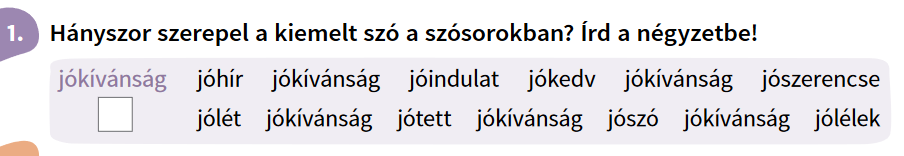 1. Hányszor szerepel a kiemelt szó a szósorokban? Írd a négyzetbe!
jókívánság jóhír jókívánság jóindulat jókedv jókívánság jószerencse
jólét jókívánság jótett jókívánság jószó jókívánság jólélek